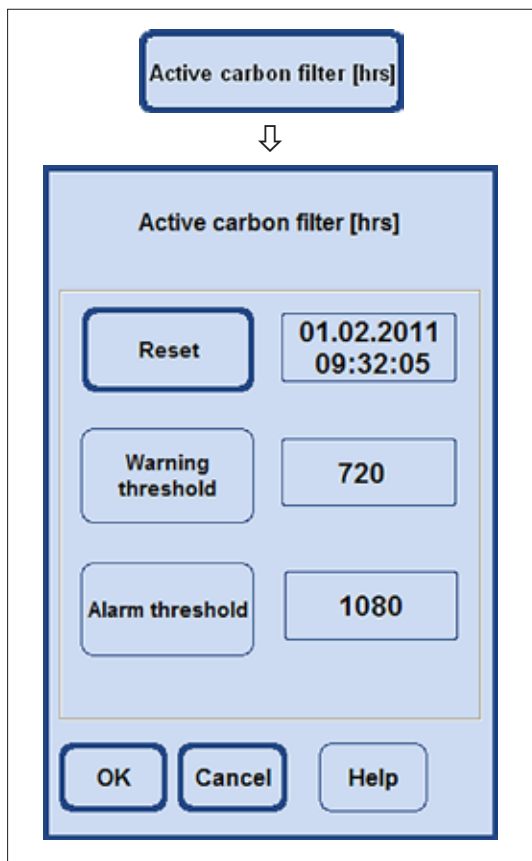 Active carbon filter [hrs]
Active carbon filter [hrs]
Reset
01.02.2011
09:32:05
Warning
threshold
720
Alarm threshold
1080
OK
Cancel
Help